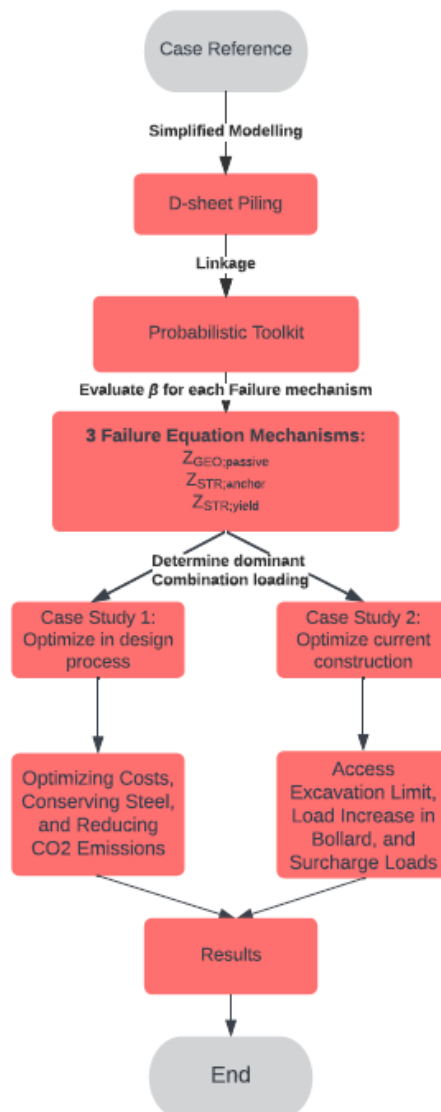 Case Reference
Simplified Modelling
D-sheet Piling
Linkage
Probabilistic Toolkit
Evaluate β for each Failure mechanism
3 Failure Equation Mechanisms:
Z_GEO;passive
Z_STR;anchor
Z_STR;yield
Determine dominant
Combination loading
Case Study 1:
Optimize in design
process
Case Study 2:
Optimize current
construction
Optimizing Costs,
Conserving Steel,
and Reducing
CO2 Emissions
Access
Excavation Limit,
Load Increase in
Bollard, and
Surcharge Loads
Results
End